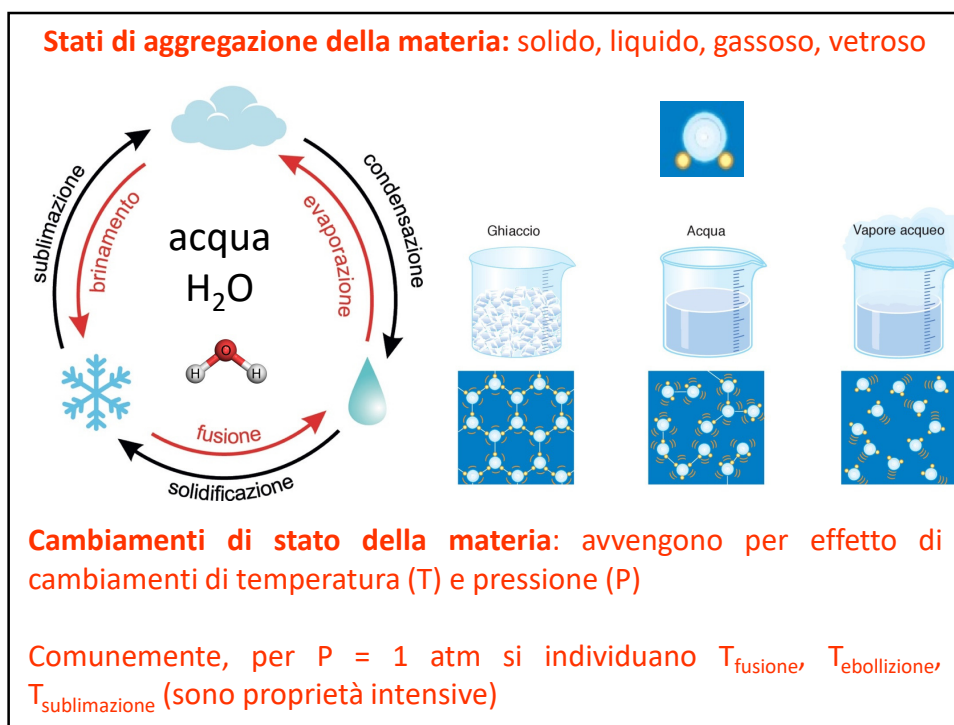 Stati di aggregazione della materia: solido, liquido, gassoso, vetroso
sublimazione
brinamento
evaporazione
condensazione
acqua
H₂O
O
H
H
fusione
solidificazione
Ghiaccio
Acqua
Vapore acqueo
Cambiamenti di stato della materia: avvengono per effetto di
cambiamenti di temperatura (T) e pressione (P)
Comunemente, per P = 1 atm si individuano Tfusione, Tebollizione,
Tsublimazione (sono proprietà intensive)